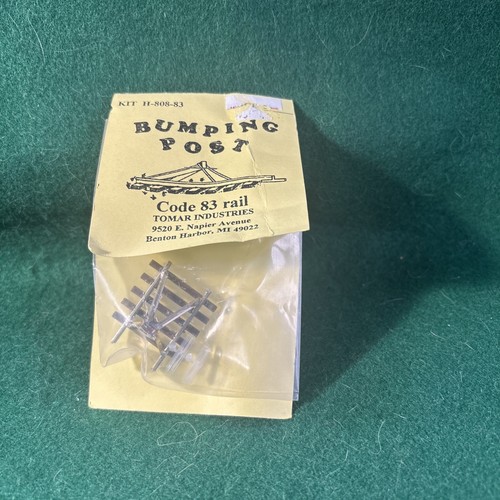 KIT H-808-83
BUMPING
POST
Code 83 rail
TOMAR INDUSTRIES
9520 E. Napier Avenue
Benton Harbor, MI 49022